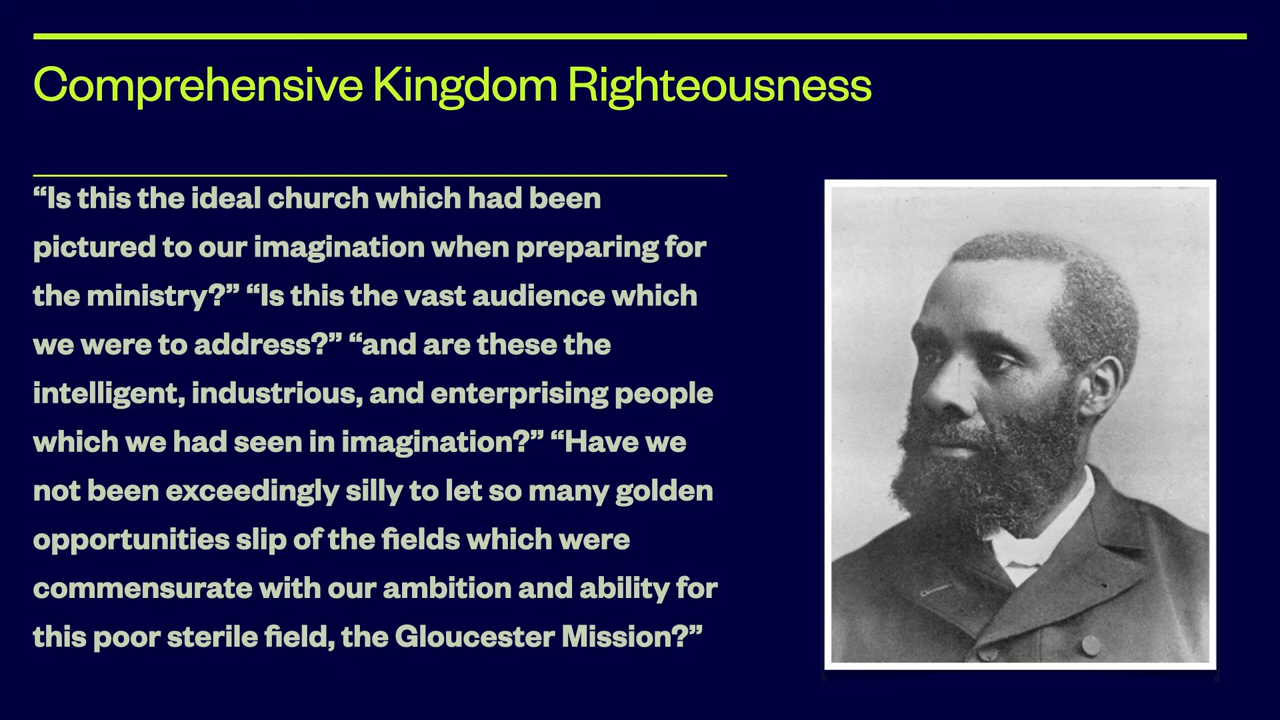 Comprehensive Kingdom Righteousness
“Is this the ideal church which had been
pictured to our imagination when preparing for
the ministry?” “Is this the vast audience which
we were to address?” “and are these the
intelligent, industrious, and enterprising people
which we had seen in imagination?” “Have we
not been exceedingly silly to let so many golden
opportunities slip of the fields which were
commensurate with our ambition and ability for
this poor sterile field, the Gloucester Mission?”